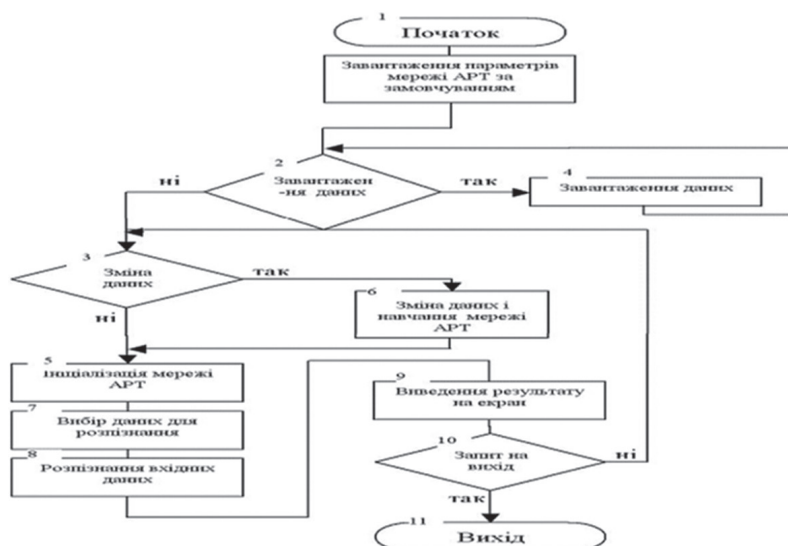 1
Початок
Завантаження параметрів
мережі АРТ за
замовчуванням
2
Завантажен
-ня даних
ні
так
4
Завантаження даних
3
Зміна
даних
так
ні
6
Зміна даних і
навчання мережі
АРТ
5
Ініціалізація мережі
АРТ
7
Вибір даних для
розпізнання
8
Розпізнання вхідних
даних
9
Виведення результату
на екран
10
Запит на
вихід
ні
так
11
Вихід